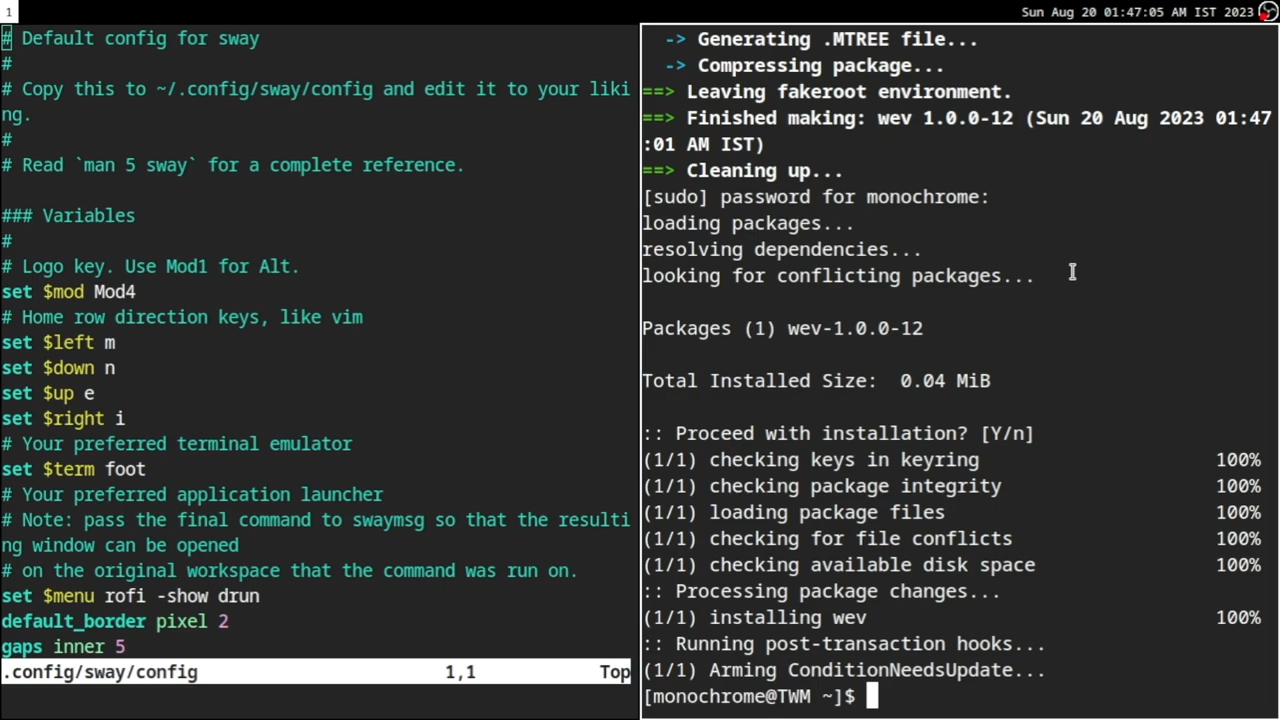 1
Sun Aug 20 01:47:05 AM IST 2023
# Default config for sway
#
# Copy this to ~/.config/sway/config and edit it to your liki
ng.
#
# Read `man 5 sway` for a complete reference.
### Variables
#
# Logo key. Use Mod1 for Alt.
set $mod Mod4
# Home row direction keys, like vim
set $left m
set $down n
set $up e
set $right i
# Your preferred terminal emulator
set $term foot
# Your preferred application launcher
# Note: pass the final command to swaymsg so that the resulti
ng window can be opened
# on the original workspace that the command was run on.
set $menu rofi -show drun
default_border pixel 2
gaps inner 5
.config/sway/config 1,1 Top
-> Generating .MTREE file...
-> Compressing package...
==> Leaving fakeroot environment.
==> Finished making: wev 1.0.0-12 (Sun 20 Aug 2023 01:47
:01 AM IST)
==> Cleaning up...
[sudo] password for monochrome:
loading packages...
resolving dependencies...
looking for conflicting packages...
Packages (1) wev-1.0.0-12
Total Installed Size:  0.04 MiB
:: Proceed with installation? [Y/n]
(1/1) checking keys in keyring 100%
(1/1) checking package integrity 100%
(1/1) loading package files 100%
(1/1) checking for file conflicts 100%
(1/1) checking available disk space 100%
:: Processing package changes...
(1/1) installing wev 100%
:: Running post-transaction hooks...
(1/1) Arming ConditionNeedsUpdate...
[monochrome@TWM ~]$